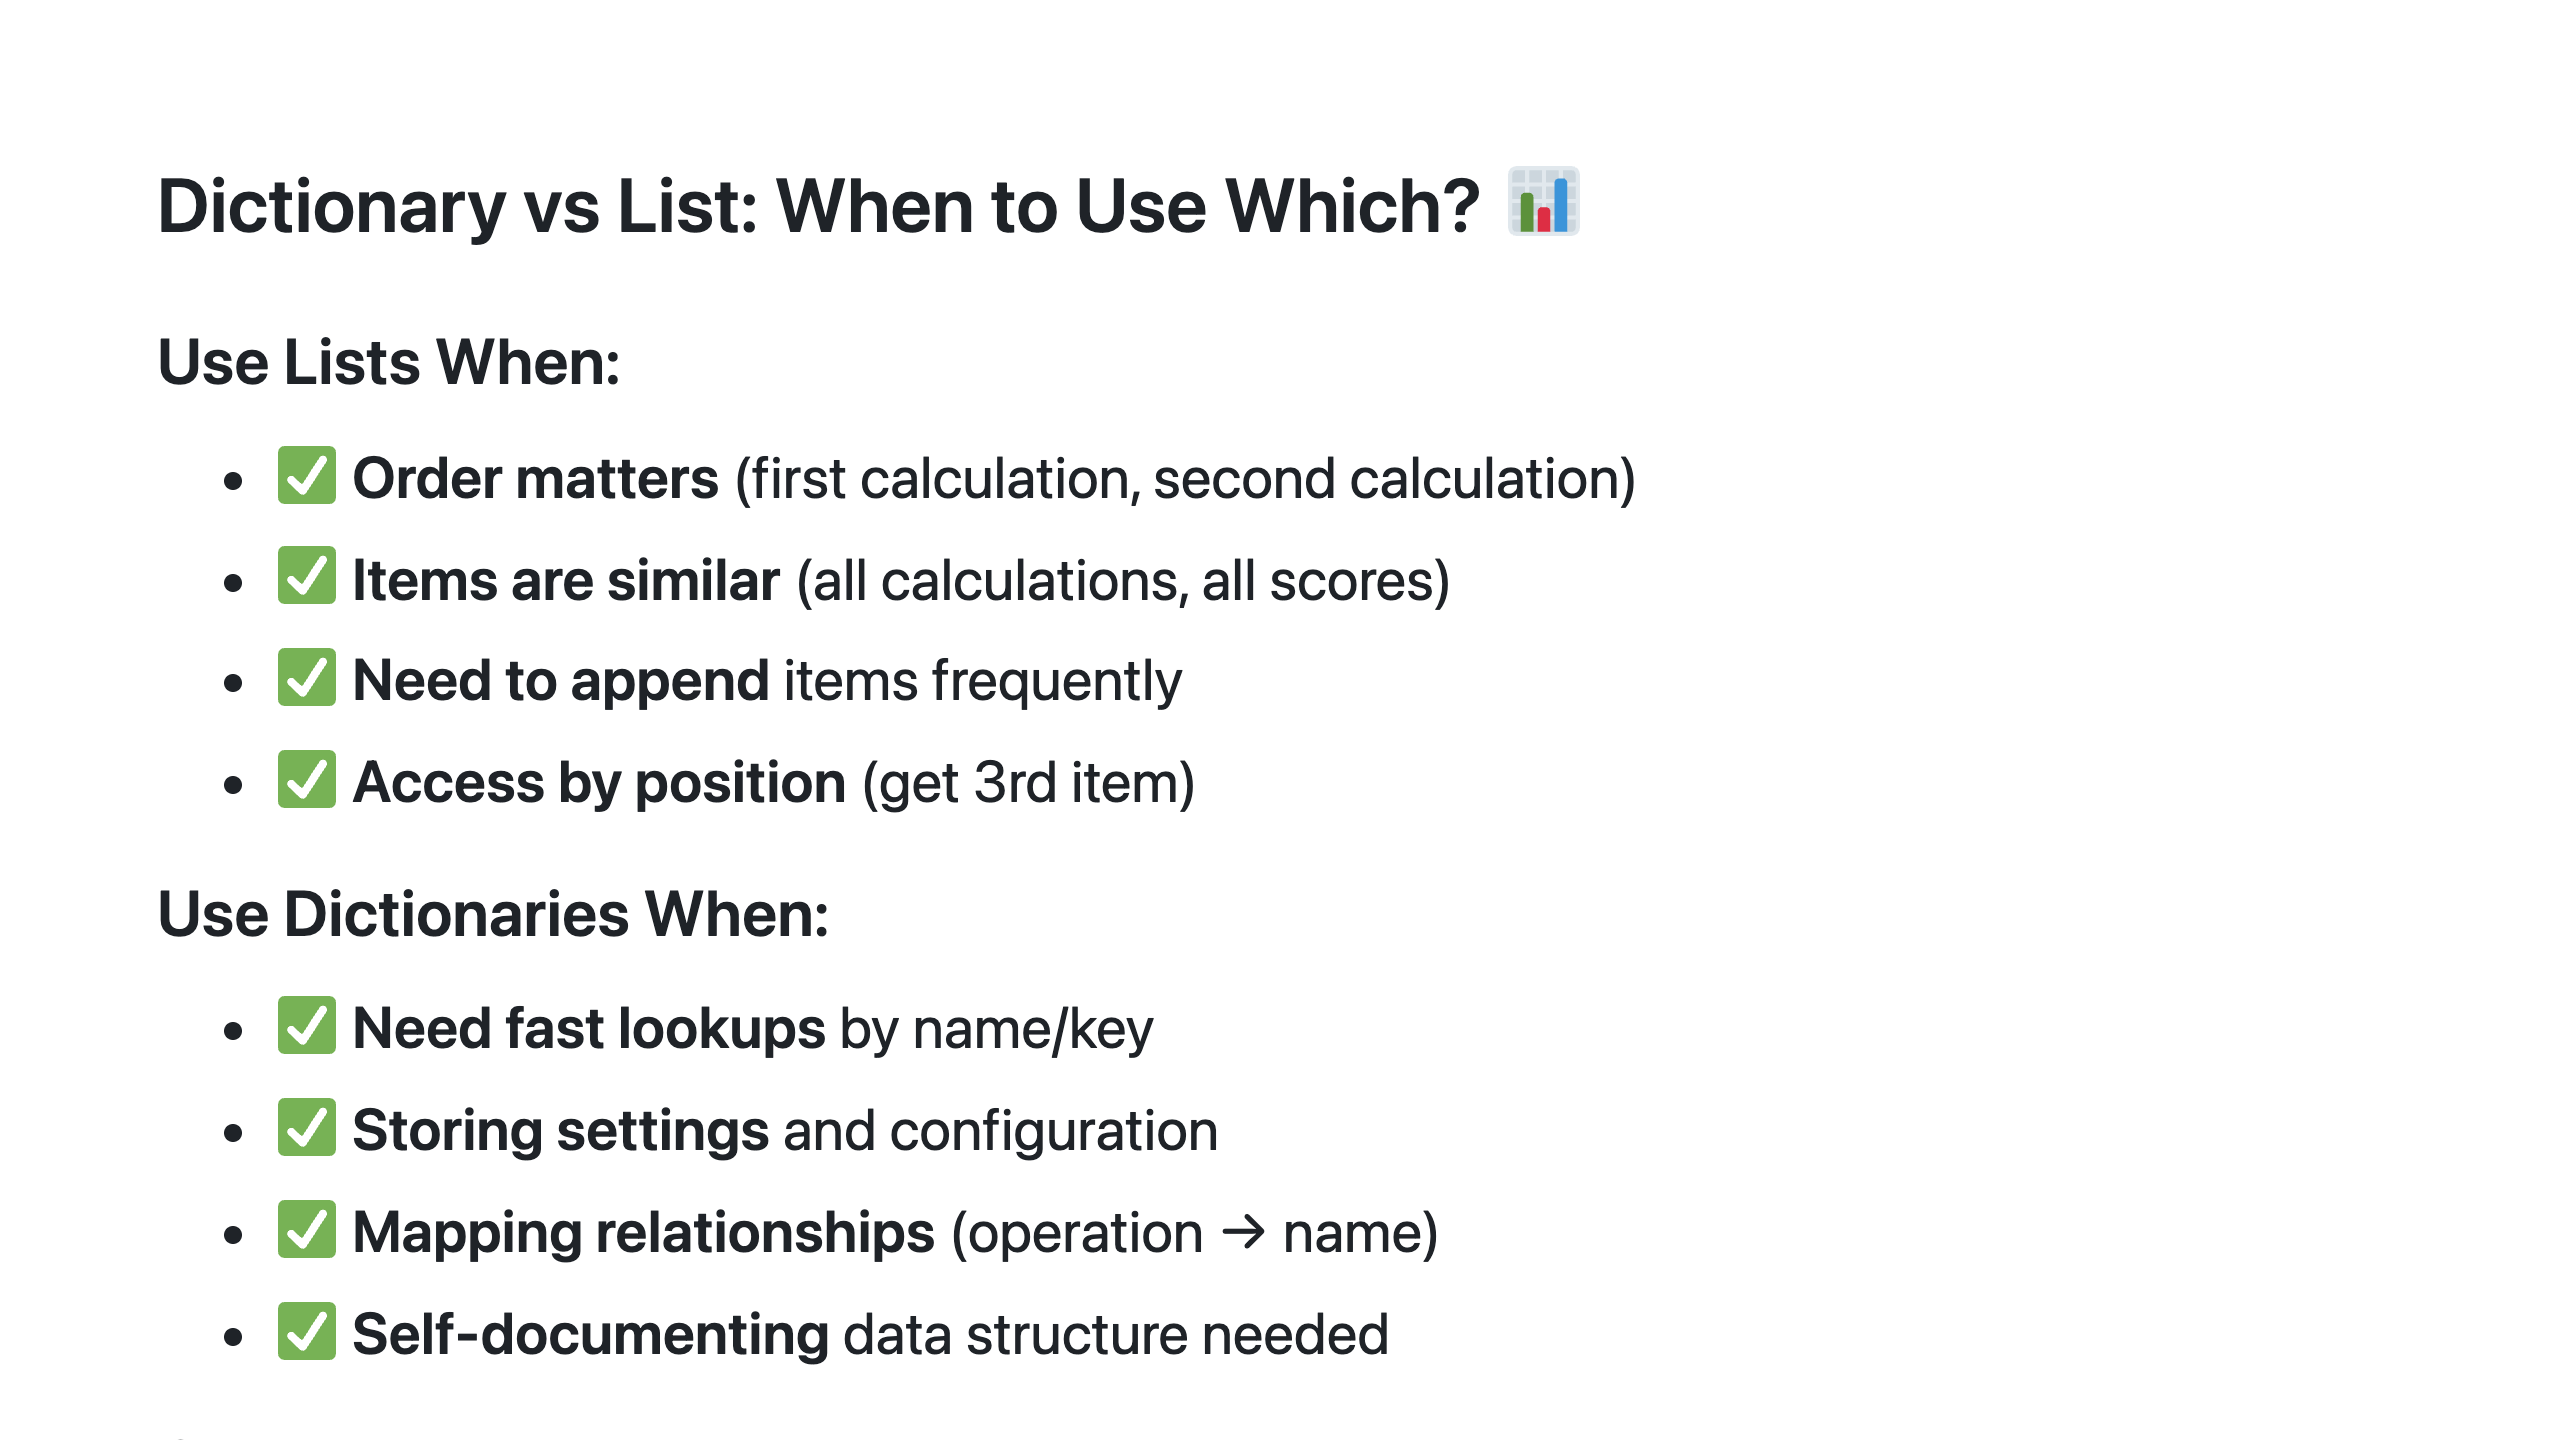 Dictionary vs List: When to Use Which? 📊
Use Lists When:
• ✅ Order matters (first calculation, second calculation)
• ✅ Items are similar (all calculations, all scores)
• ✅ Need to append items frequently
• ✅ Access by position (get 3rd item)
Use Dictionaries When:
• ✅ Need fast lookups by name/key
• ✅ Storing settings and configuration
• ✅ Mapping relationships (operation → name)
• ✅ Self-documenting data structure needed